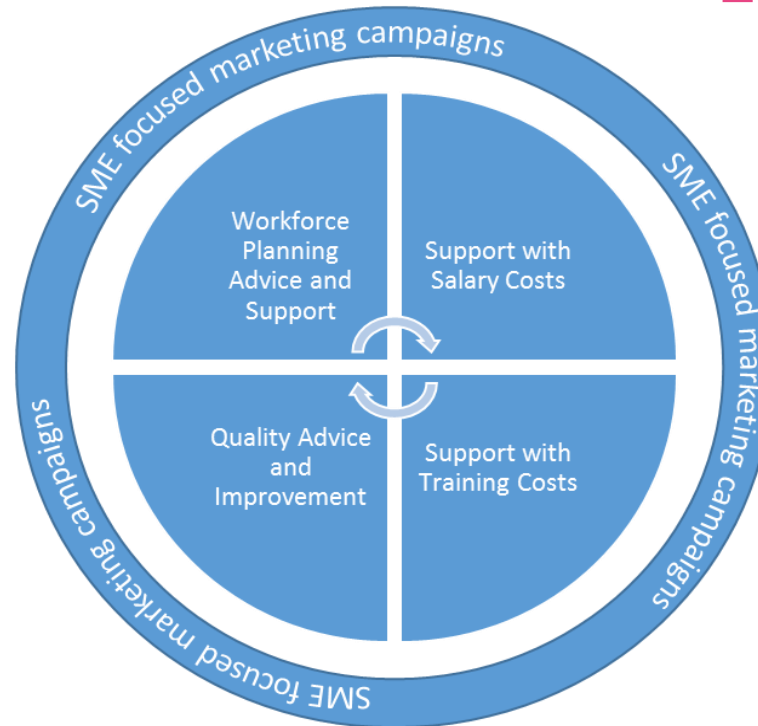 SME focused marketing campaigns
SME focused marketing campaigns
SME focused marketing campaigns
Workforce
Planning
Advice and
Support
Support with
Salary Costs
Quality Advice
and
Improvement
Support with
Training Costs